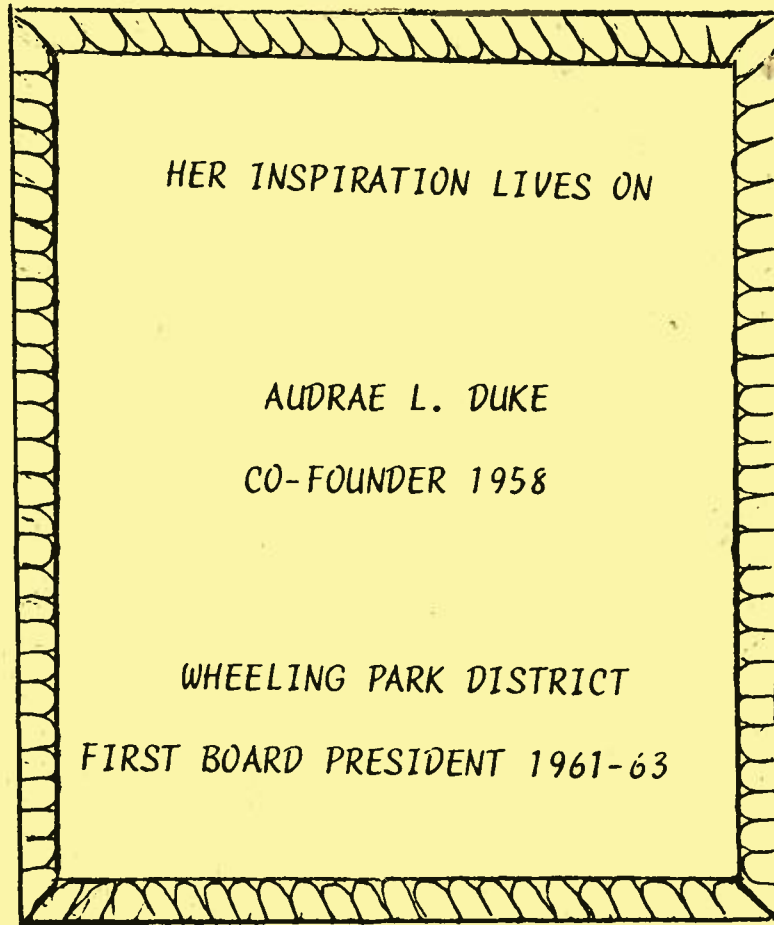 HER INSPIRATION LIVES ON
AUDRAE L. DUKE
CO-FOUNDER 1958
WHEELING PARK DISTRICT
FIRST BOARD PRESIDENT 1961-63